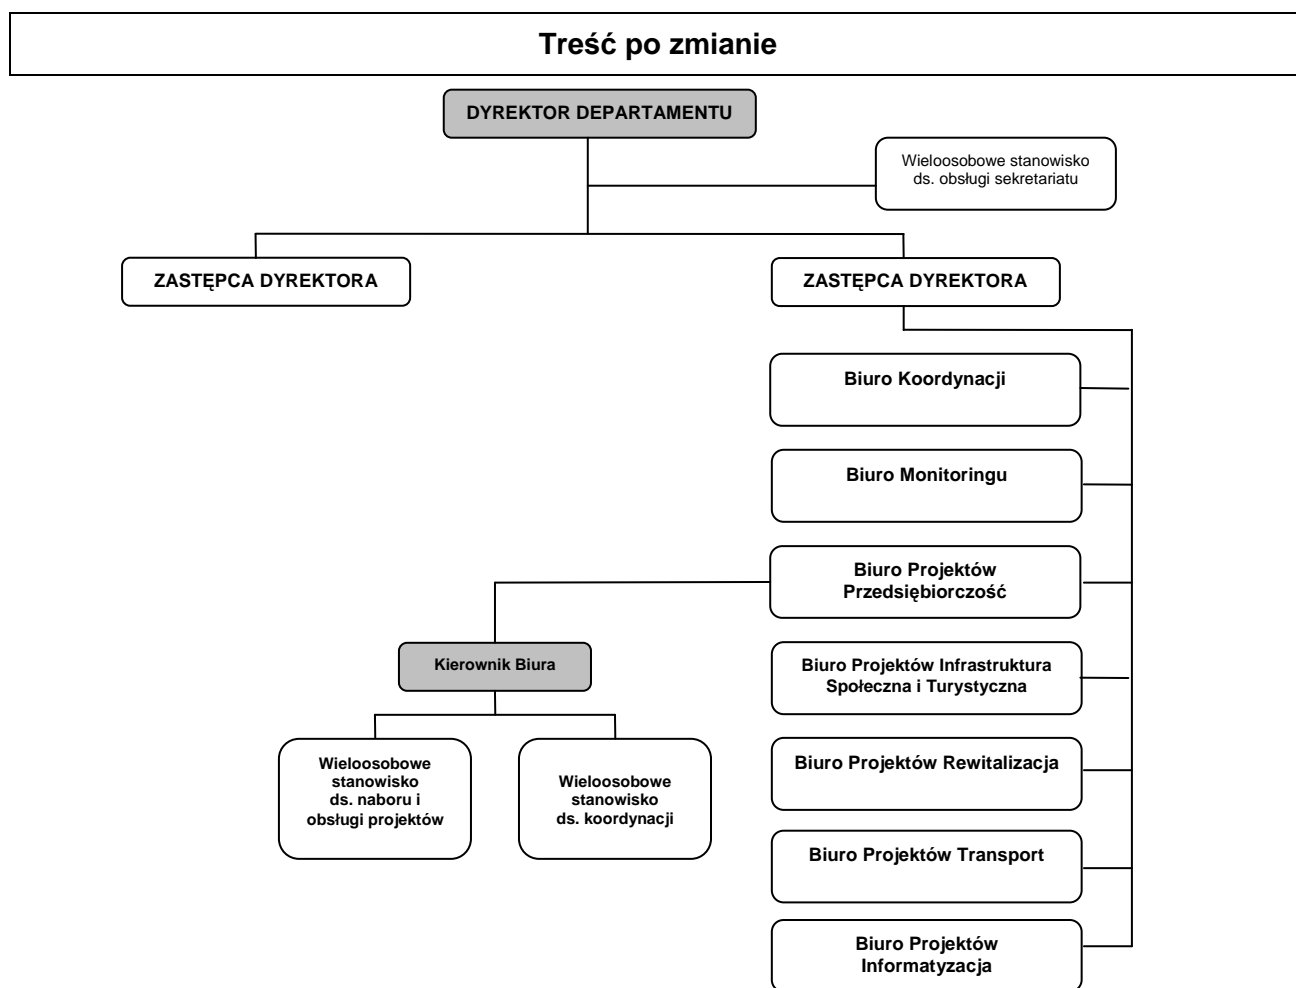 Treść po zmianie
DYREKTOR DEPARTAMENTU
Wieloosobowe stanowisko
ds. obsługi sekretariatu
ZASTĘPCA DYREKTORA
ZASTĘPCA DYREKTORA
Biuro Koordynacji
Biuro Monitoringu
Biuro Projektów
Przedsiębiorczość
Kierownik Biura
Biuro Projektów Infrastruktura
Społeczna i Turystyczna
Wieloosobowe
stanowisko
ds. naboru i
obsługi projektów
Wieloosobowe
stanowisko
ds. koordynacji
Biuro Projektów Rewitalizacja
Biuro Projektów Transport
Biuro Projektów
Informatyzacja